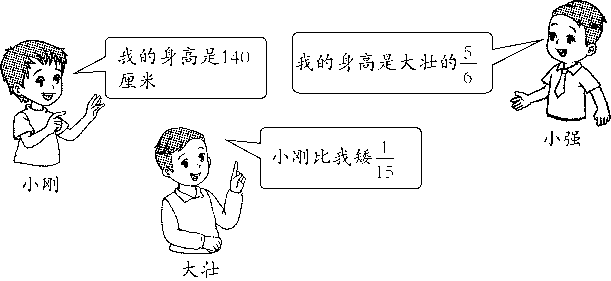 我的身高是140
厘米
小刚
我的身高是大壮的5/6
小强
小刚比我矮1/15
大壮